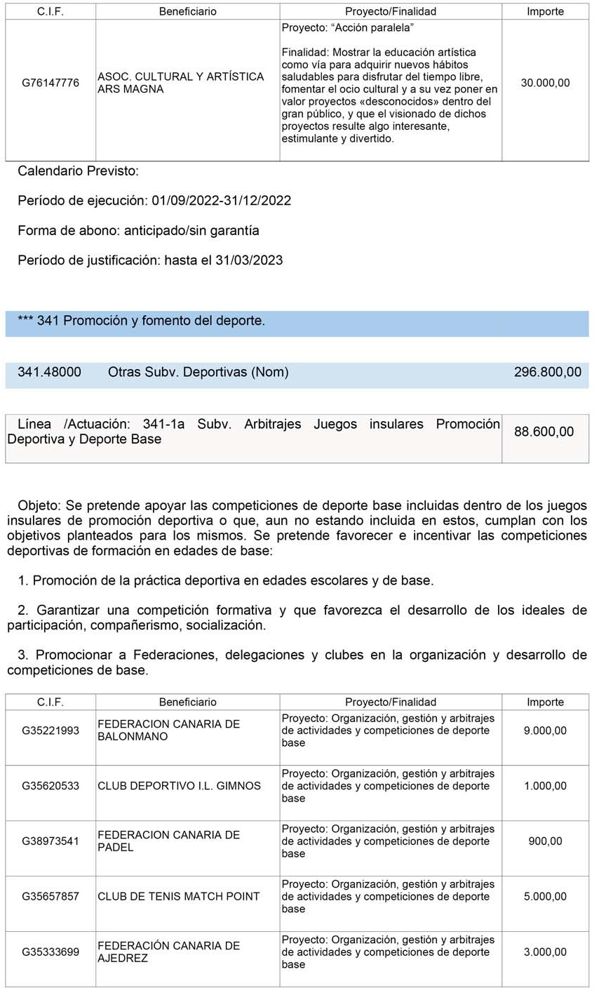 C.I.F. Beneficiario Proyecto/Finalidad Importe
Proyecto: “Acción paralela”
Finalidad: Mostrar la educación artística
como vía para adquirir nuevos hábitos
saludables para disfrutar del tiempo libre,
G76147776 ASOC. CULTURAL Y ARTÍSTICA
ARS MAGNA
fomentar el ocio cultural y a su vez poner en
30.000,00
valor proyectos «desconocidos» dentro del
gran público, y que el visionado de dichos
proyectos resulte algo interesante,
estimulante y divertido.
Calendario Previsto:
Período de ejecución: 01/09/2022-31/12/2022
Forma de abono: anticipado/sin garantía
Período de justificación: hasta el 31/03/2023
*** 341 Promoción y fomento del deporte.
341.48000 Otras Subv. Deportivas (Nom) 296.800,00
Línea /Actuación: 341-1a Subv. Arbitrajes Juegos insulares Promoción
Deportiva y Deporte Base
88.600,00
Objeto: Se pretende apoyar las competiciones de deporte base incluidas dentro de los juegos
insulares de promoción deportiva o que, aun no estando incluida en estos, cumplan con los
objetivos planteados para los mismos. Se pretende favorecer e incentivar las competiciones
deportivas de formación en edades de base:
1. Promoción de la práctica deportiva en edades escolares y de base.
2. Garantizar una competición formativa y que favorezca el desarrollo de los ideales de
participación, compañerismo, socialización.
3. Promocionar a Federaciones, delegaciones y clubes en la organización y desarrollo de
competiciones de base.
C.I.F. Beneficiario Proyecto/Finalidad Importe
G35221993
FEDERACION CANARIA DE
BALONMANO
Proyecto: Organización, gestión y arbitrajes
de actividades y competiciones de deporte
base
9.000,00
G35620533
CLUB DEPORTIVO I.L. GIMNOS
Proyecto: Organización, gestión y arbitrajes
de actividades y competiciones de deporte
base
1.000,00
G38973541
FEDERACION CANARIA DE
PADEL
Proyecto: Organización, gestión y arbitrajes
de actividades y competiciones de deporte
base
900,00
G35657857
CLUB DE TENIS MATCH POINT
Proyecto: Organización, gestión y arbitrajes
de actividades y competiciones de deporte
base
5.000,00
G35333699
FEDERACIÓN CANARIA DE
AJEDREZ
Proyecto: Organización, gestión y arbitrajes
de actividades y competiciones de deporte
base
3.000,00